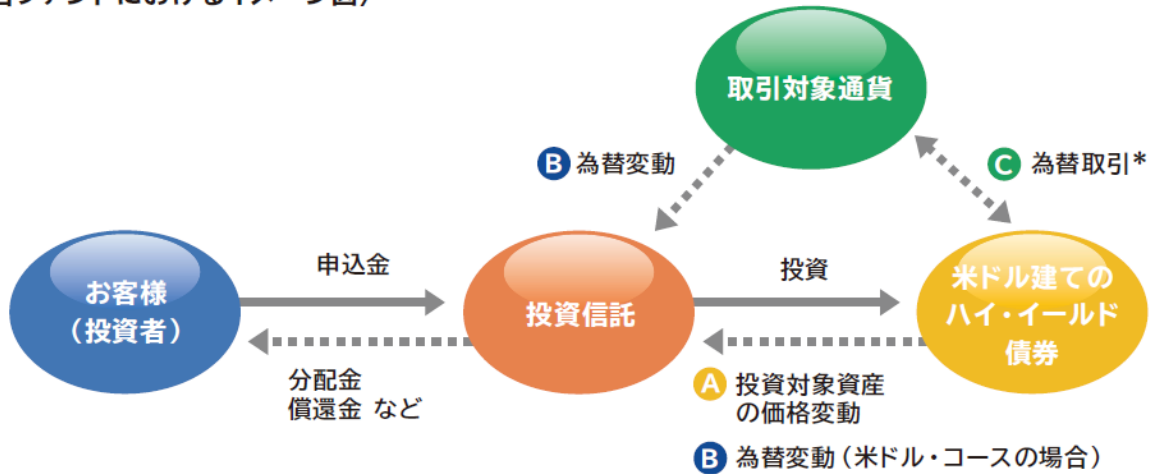 取引対象通貨
B 為替変動
C 為替取引*
お客様
（投資者）
申込金
投資信託
投資
米ドル建ての
ハイ・イールド
債券
分配金
償還金 など
A 投資対象資産
の価格変動
B 為替変動（米ドル・コースの場合）